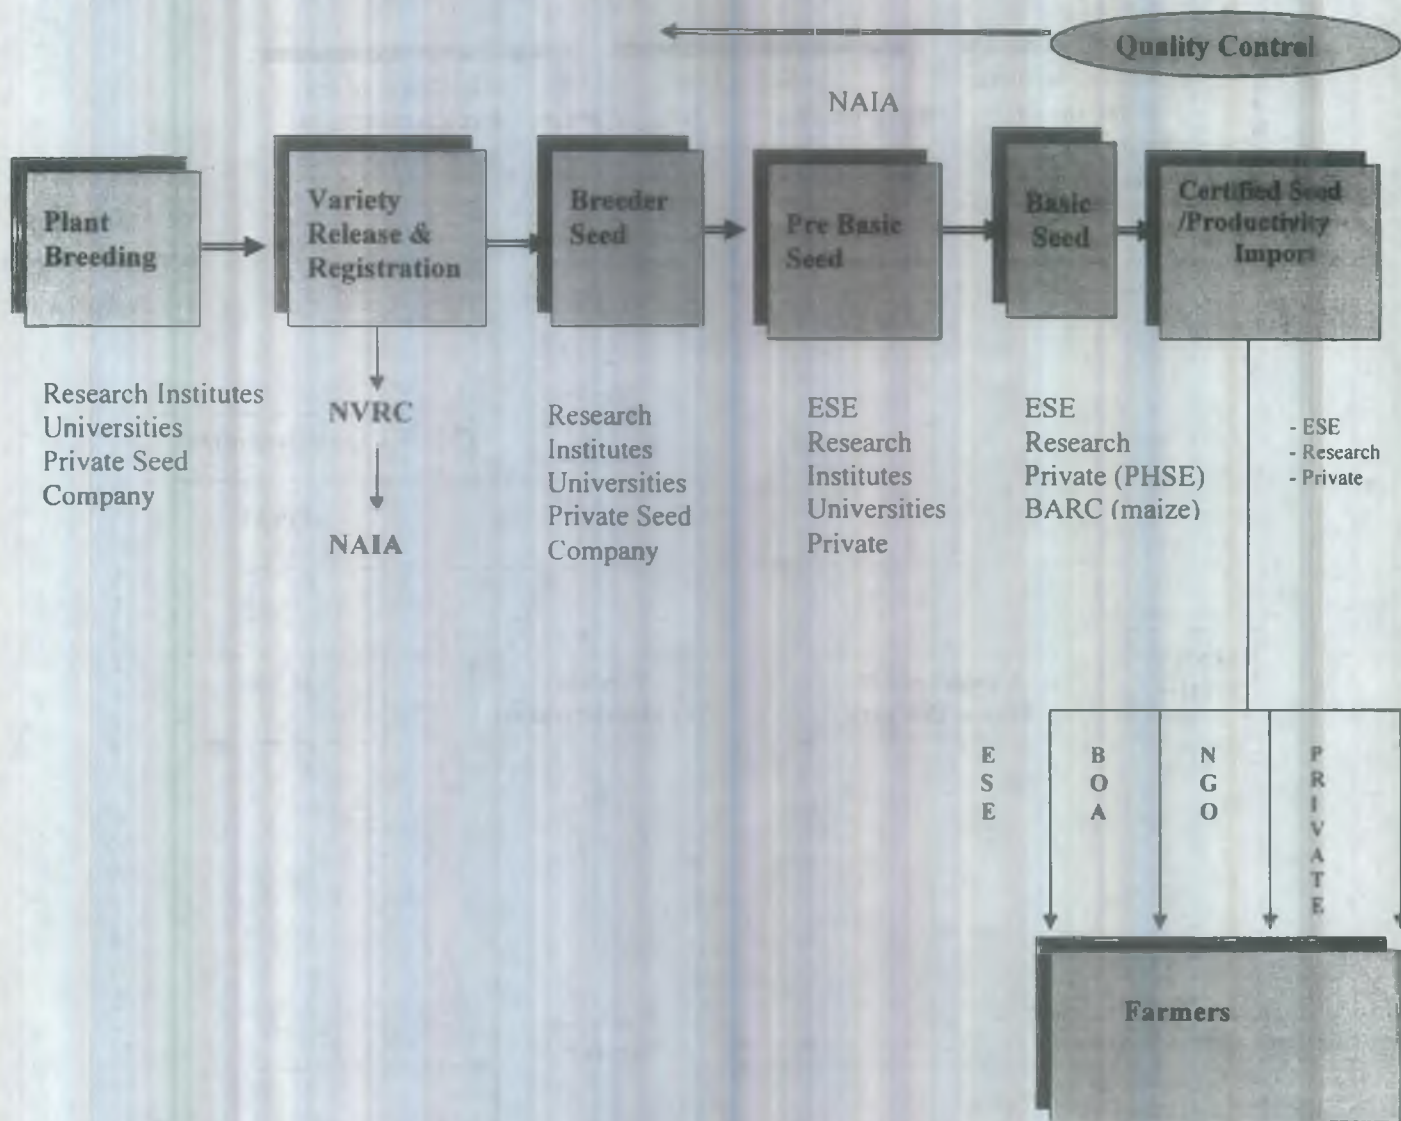 Quality Control
NAIA
Plant
Breeding
Variety
Release &
Registration
Breeder
Seed
Pre Basic
Seed
Basic
Seed
Certified Seed
/Productivity
Import
Research Institutes
Universities
Private Seed
Company
NVRC
NAIA
Research
Institutes
Universities
Private Seed
Company
ESE
Research
Institutes
Universities
Private
ESE
Research
Private (PHSE)
BARC (maize)
- ESE
- Research
- Private
E
S
E
B
O
A
N
G
O
P
R
I
V
A
T
E
Farmers